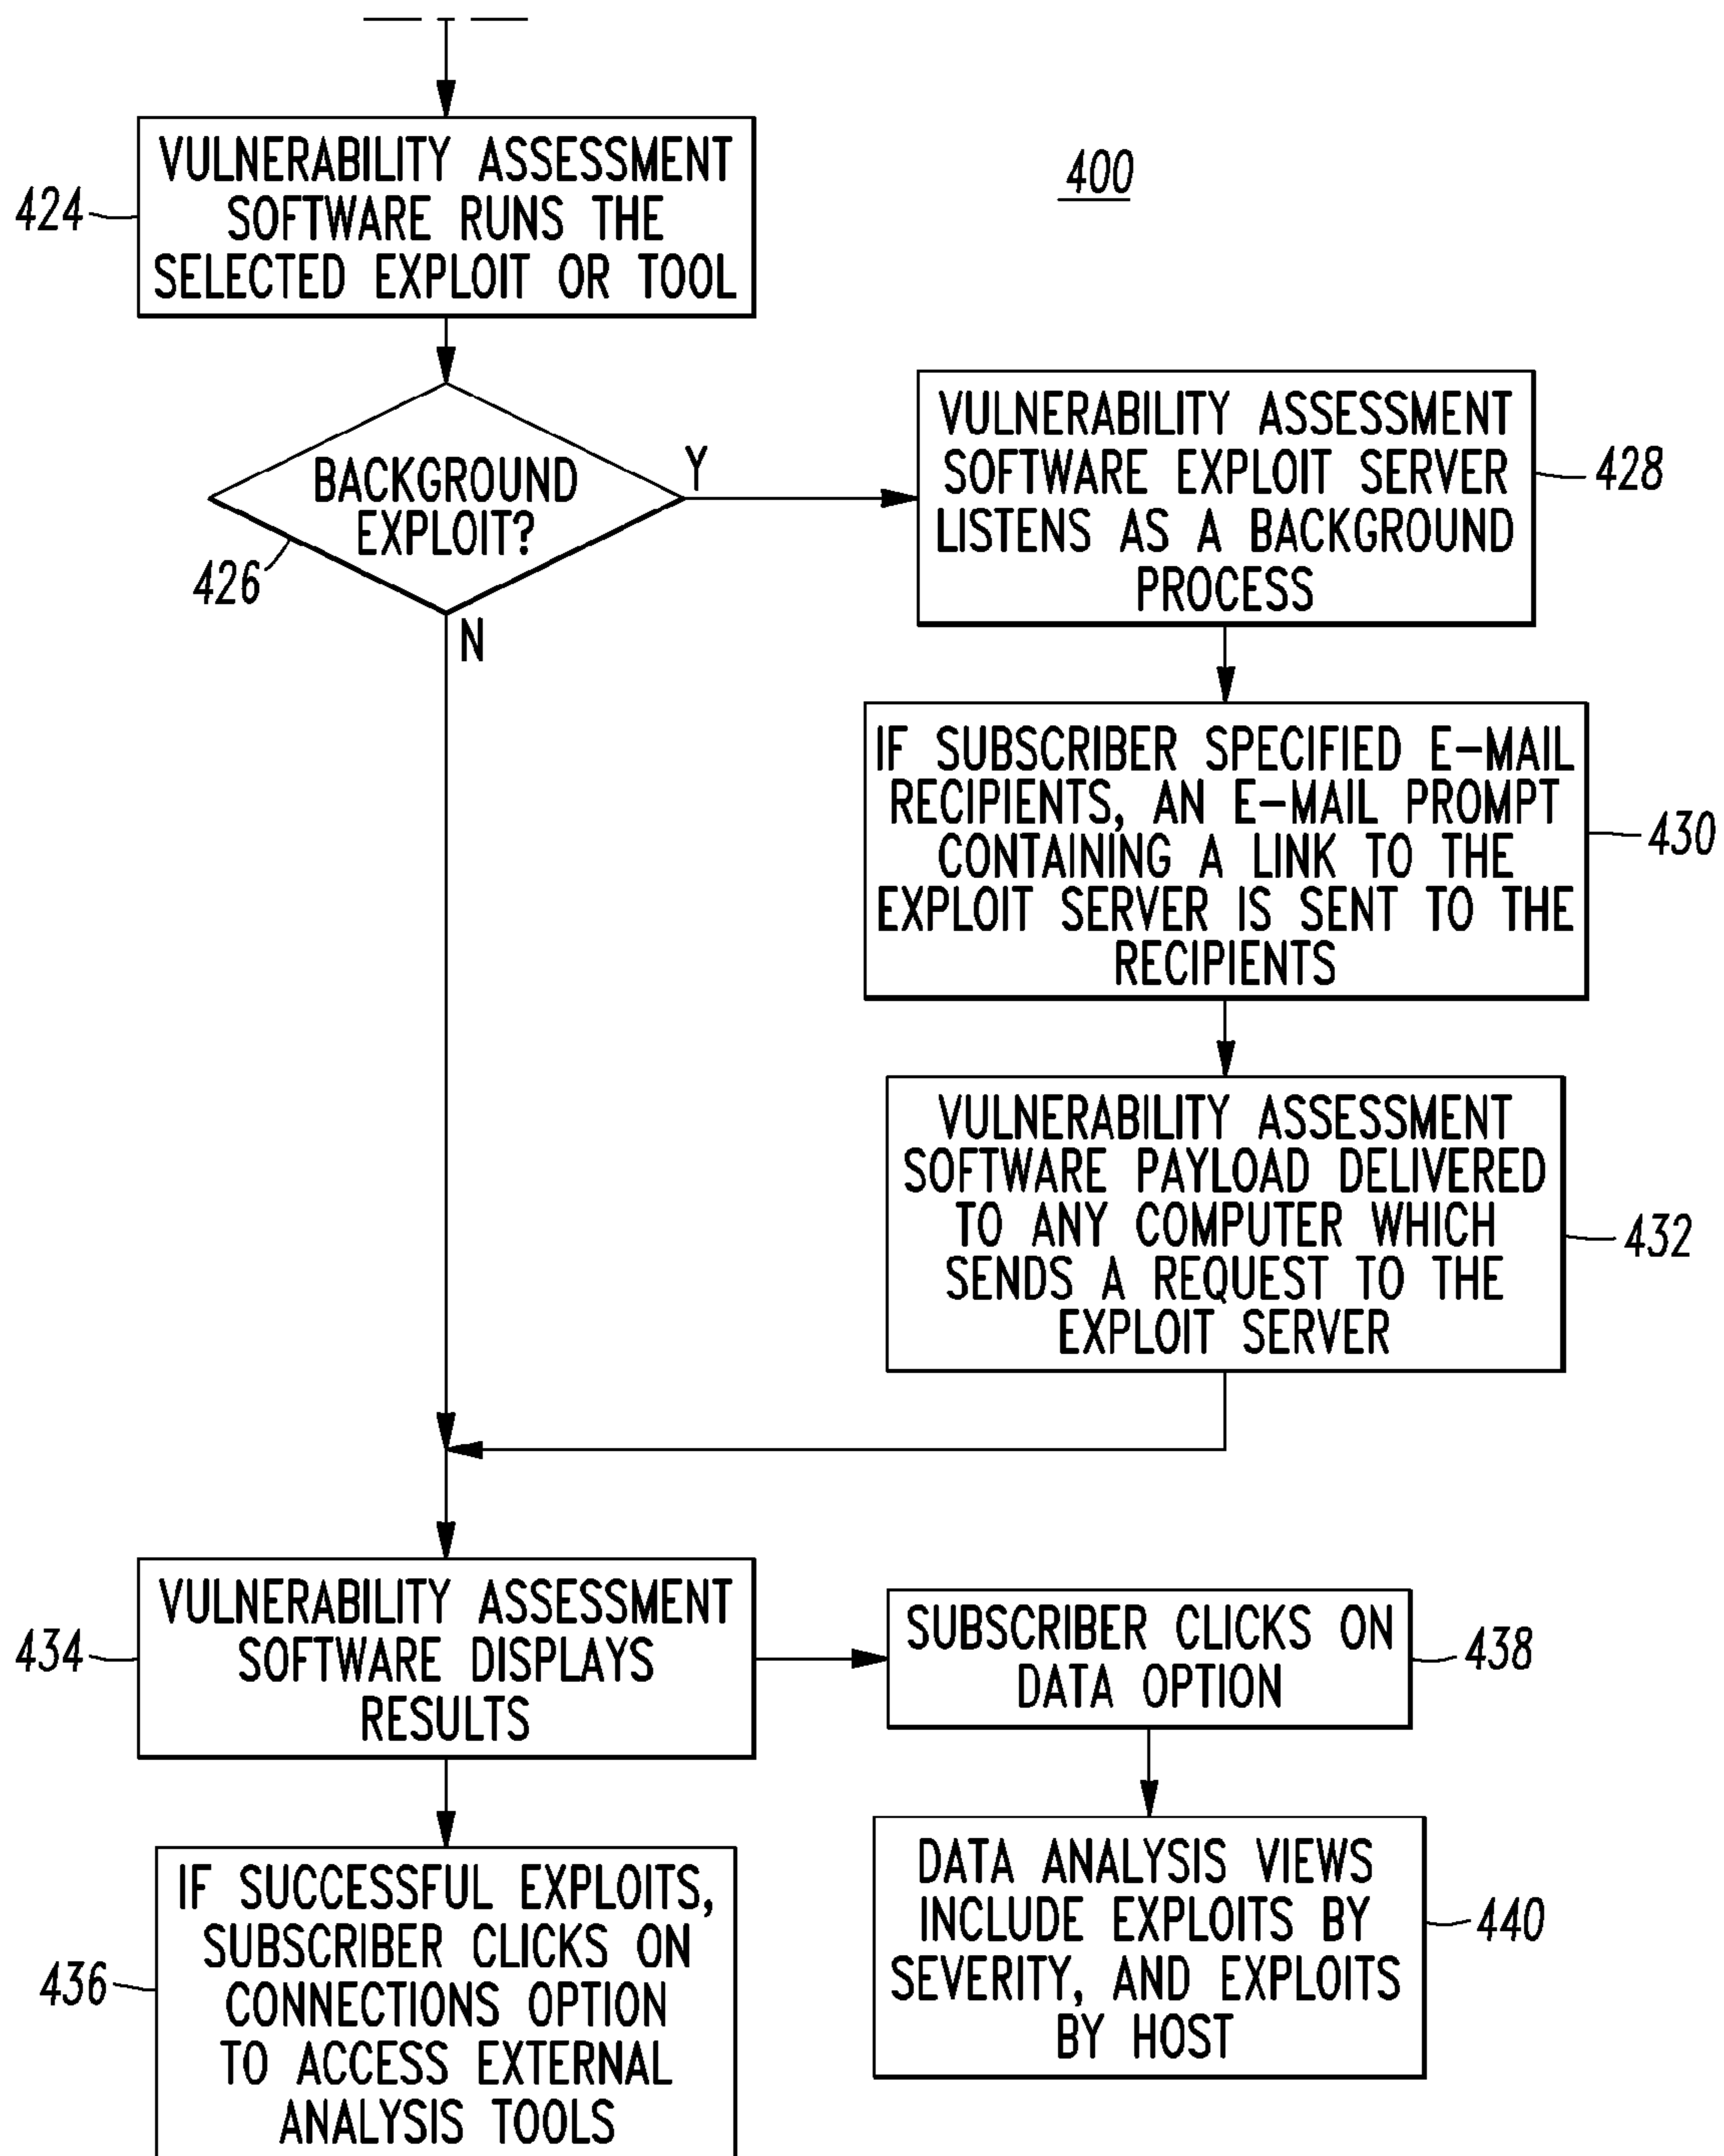 400
424
VULNERABILITY ASSESSMENT
SOFTWARE RUNS THE
SELECTED EXPLOIT OR TOOL
BACKGROUND
EXPLOIT?
426
Y
N
VULNERABILITY ASSESSMENT
SOFTWARE EXPLOIT SERVER
LISTENS AS A BACKGROUND
PROCESS
428
IF SUBSCRIBER SPECIFIED E-MAIL
RECIPIENTS, AN E-MAIL PROMPT
CONTAINING A LINK TO THE
EXPLOIT SERVER IS SENT TO THE
RECIPIENTS
430
VULNERABILITY ASSESSMENT
SOFTWARE PAYLOAD DELIVERED
TO ANY COMPUTER WHICH
SENDS A REQUEST TO THE
EXPLOIT SERVER
432
434
VULNERABILITY ASSESSMENT
SOFTWARE DISPLAYS
RESULTS
SUBSCRIBER CLICKS ON
DATA OPTION
438
436
IF SUCCESSFUL EXPLOITS,
SUBSCRIBER CLICKS ON
CONNECTIONS OPTION
TO ACCESS EXTERNAL
ANALYSIS TOOLS
DATA ANALYSIS VIEWS
INCLUDE EXPLOITS BY
SEVERITY, AND EXPLOITS
BY HOST
440